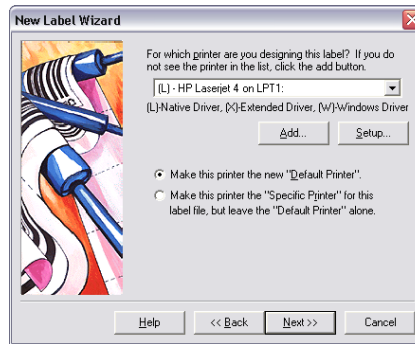 New Label Wizard
For which printer are you designing this label? If you do
not see the printer in the list, click the add button.
(L) - HP Laserjet 4 on LPT1:
(L)-Native Driver, (X)-Extended Driver, (W)-Windows Driver
Add... Setup...
Make this printer the new "Default Printer".
Make this printer the "Specific Printer" for this
label file, but leave the "Default Printer" alone.
Help << Back Next >> Cancel